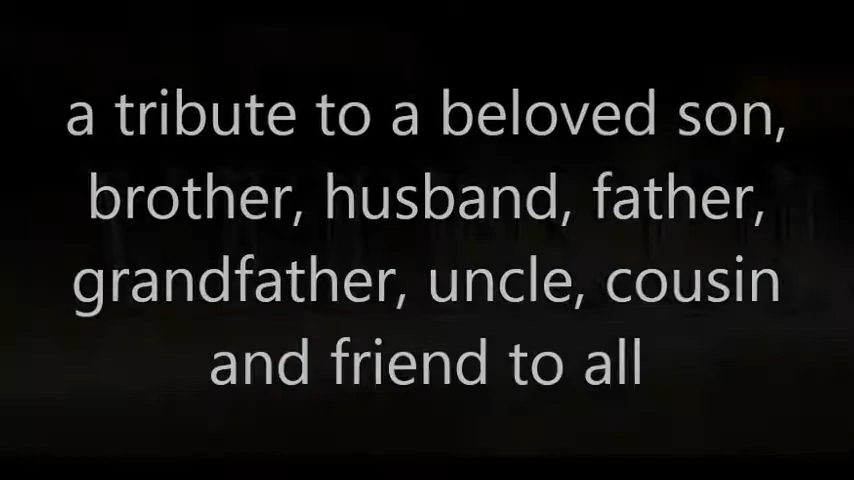 a tribute to a beloved son,
brother, husband, father,
grandfather, uncle, cousin
and friend to all